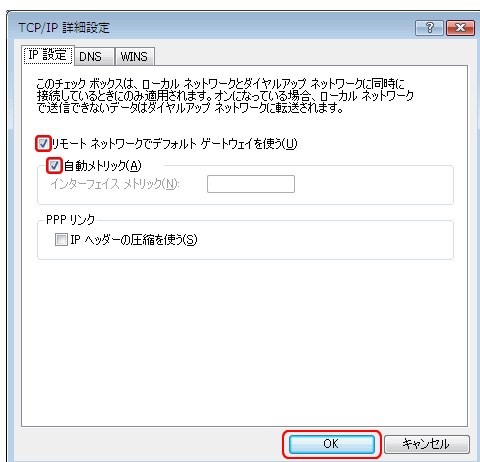 TCP/IP 詳細設定
IP 設定 DNS WINS
このチェック ボックスは、ローカル ネットワークとダイヤルアップ ネットワークに同時に
接続しているときにのみ適用されます。オンになっている場合、ローカル ネットワーク
で送信できないデータはダイヤルアップ ネットワークに転送されます。
リモート ネットワークでデフォルト ゲートウェイを使う(U)
自動メトリック(A)
インターフェイス メトリック(N):
PPP リンク
IP ヘッダーの圧縮を使う(S)
OK キャンセル